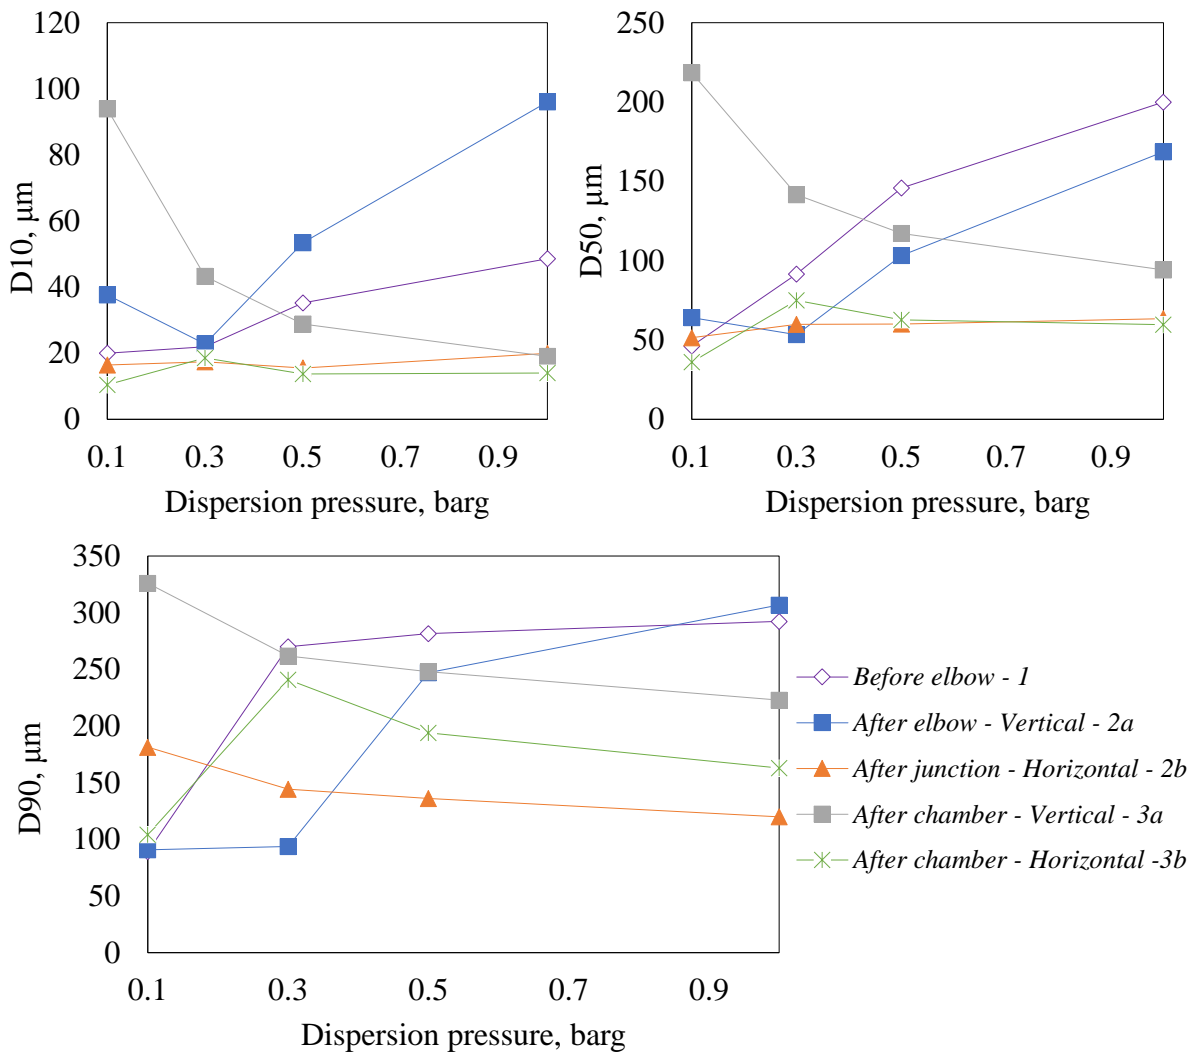 120
100
80
60
40
20
0
D10, μm
0.1 0.3 0.5 0.7 0.9
Dispersion pressure, barg
250
200
150
100
50
0
D50, μm
0.1 0.3 0.5 0.7 0.9
Dispersion pressure, barg
350
300
250
200
150
100
50
0
D90, μm
0.1 0.3 0.5 0.7 0.9
Dispersion pressure, barg
Before elbow - 1
After elbow - Vertical - 2a
After junction - Horizontal - 2b
After chamber - Vertical - 3a
After chamber - Horizontal -3b